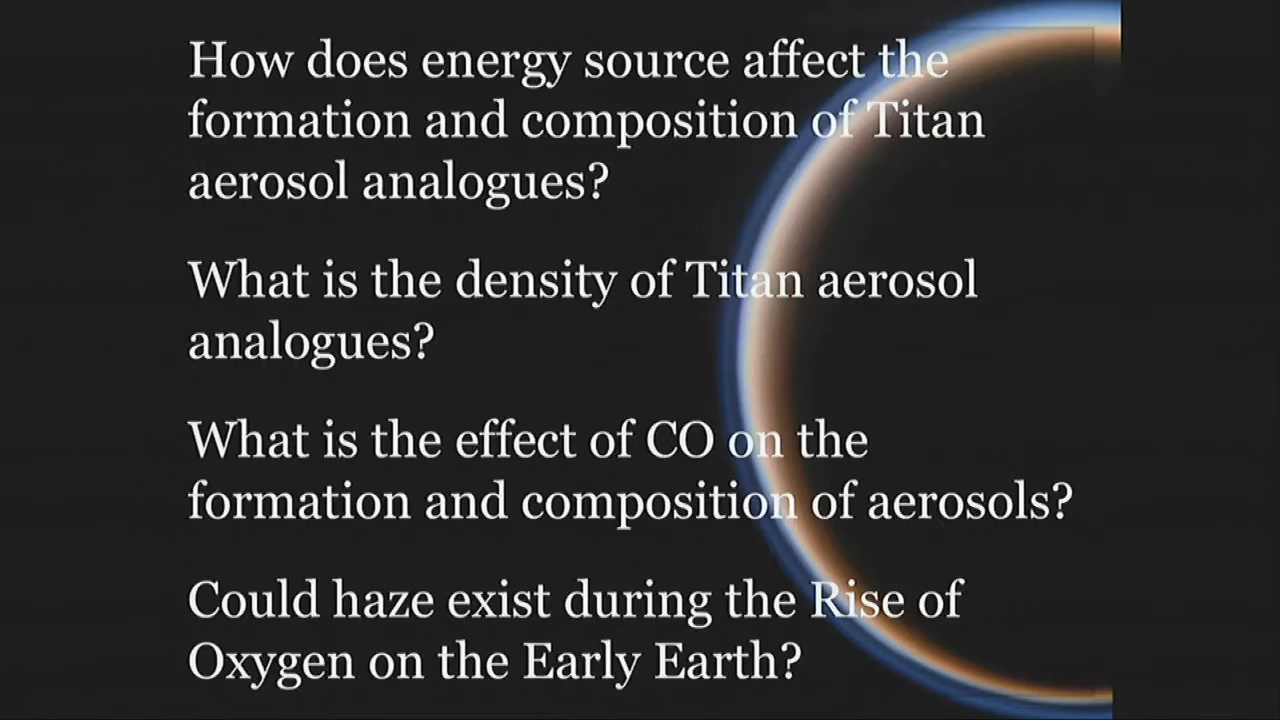 How does energy source affect the
formation and composition of Titan
aerosol analogues?
What is the density of Titan aerosol
analogues?
What is the effect of CO on the
formation and composition of aerosols?
Could haze exist during the Rise of
Oxygen on the Early Earth?